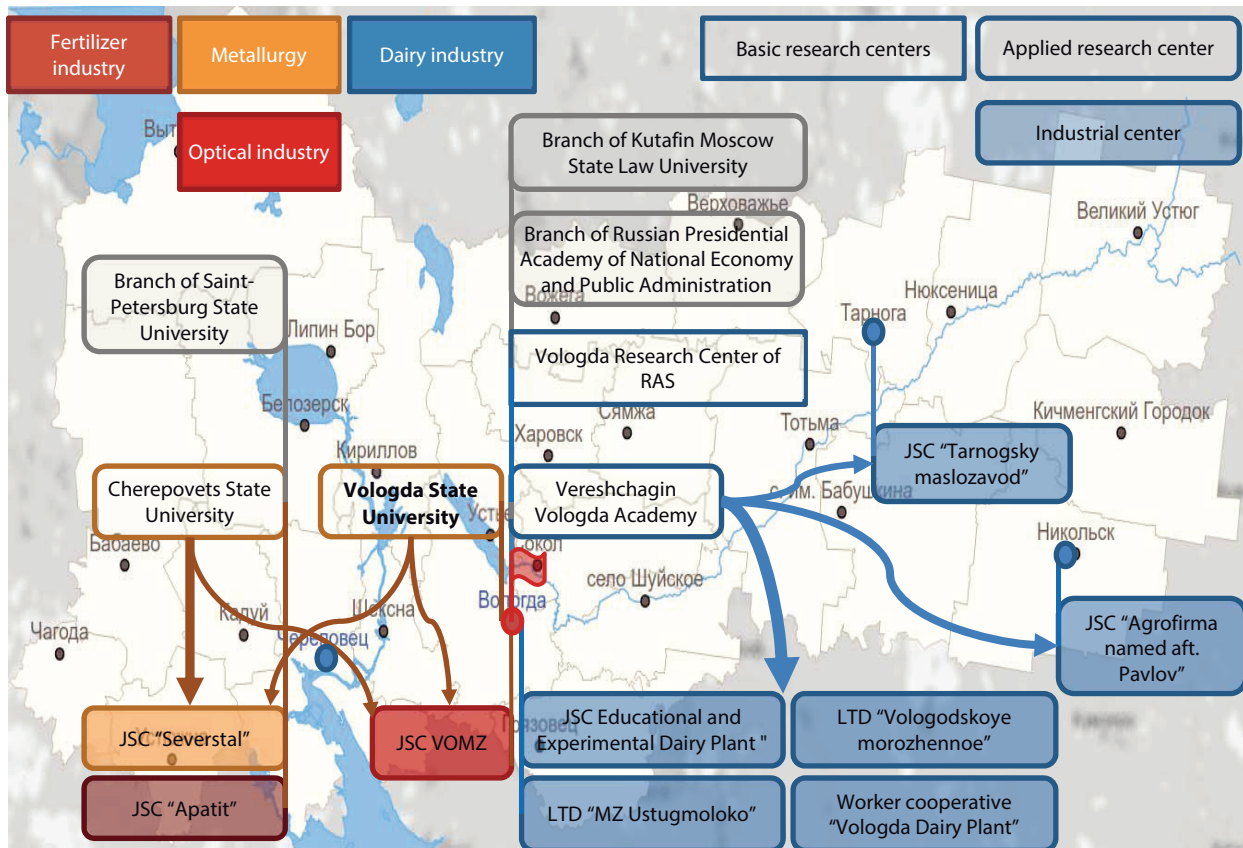 Fertilizer
industry
Metallurgy
Dairy industry
Basic research centers
Applied research center
Optical industry
Industrial center
Выт
Branch of Kutafin Moscow
State Law University
Верховажье
Великий Устюг
Branch of Russian Presidential
Academy of National Economy
and Public Administration
Branch of Saint-
Petersburg State
University
Вожега
Нюксеница
Тарнога
Липин Бор
Vologda Research Center of
RAS
Белозерск
Сямжа
Тотьма
Кичменгский Городок
Кириллов
Харовск
JSC “Tarnogsky
maslozavod”
Cherepovets State
University
Vologda State
University
Vereshchagin
Vologda Academy
с. им. Бабушкина
Устье
Бабаево
Сокол
Никольск
село Шуйское
Вологда
Кадуй
Шексна
Чагода
Череповец
JSC “Agrofirma
named aft.
Pavlov”
JSC “Severstal”
JSC VOMZ
JSC Educational and
Experimental Dairy Plant "
LTD “Vologodskoye
morozhennoe”
JSC “Apatit”
LTD “MZ Ustugmoloko”
Worker cooperative
“Vologda Dairy Plant”